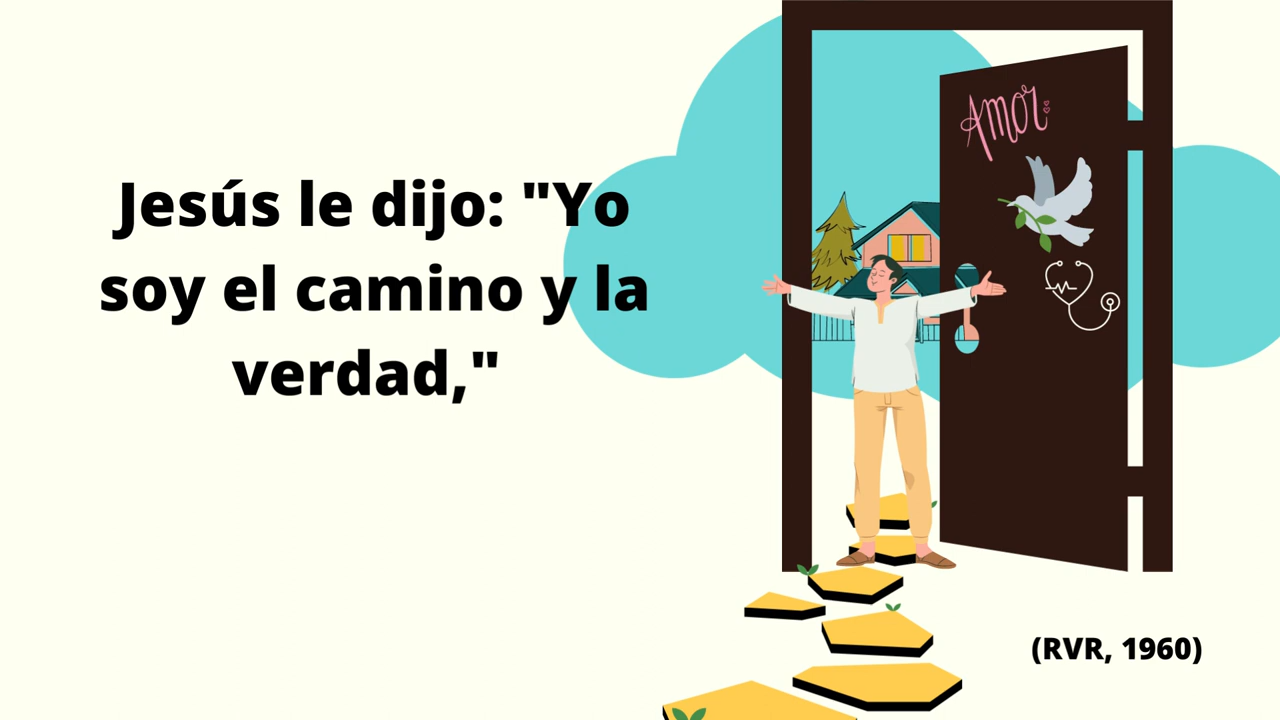 Jesús le dijo: "Yo
soy el camino y la
verdad,"
Amor
(RVR, 1960)